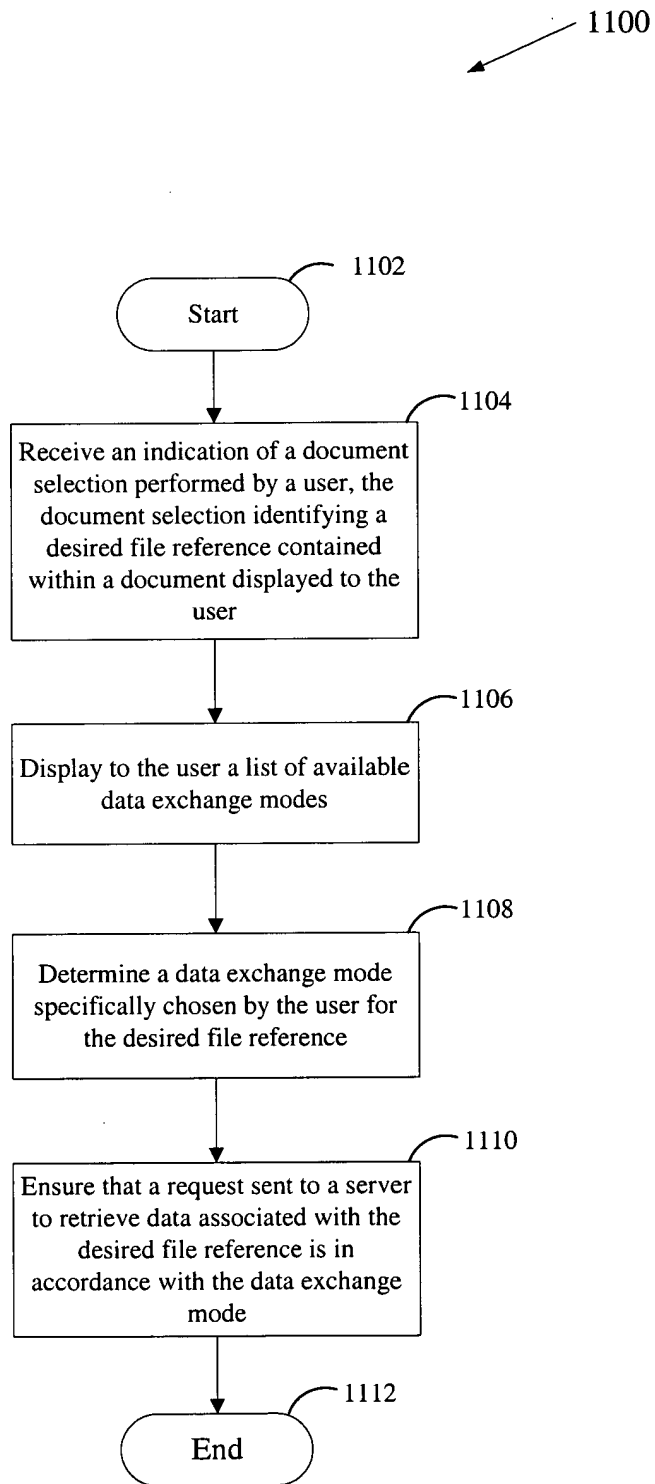 1100
1102
Start
1104
Receive an indication of a document
selection performed by a user, the
document selection identifying a
desired file reference contained
within a document displayed to the
user
1106
Display to the user a list of available
data exchange modes
1108
Determine a data exchange mode
specifically chosen by the user for
the desired file reference
1110
Ensure that a request sent to a server
to retrieve data associated with the
desired file reference is in
accordance with the data exchange
mode
1112
End